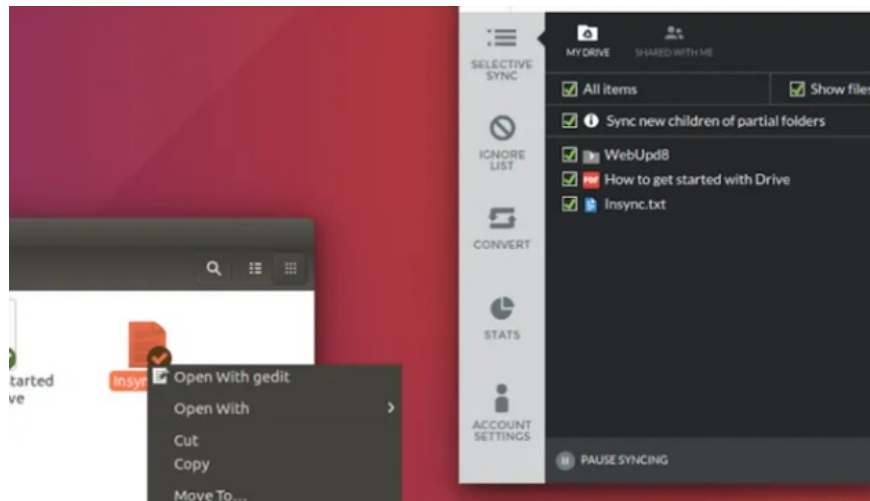 SELECTIVE
SYNC
IGNORE
LIST
CONVERT
STATS
ACCOUNT
SETTINGS
MY DRIVE
SHARED WITH ME
All items
Show files
Sync new children of partial folders
WebUpd8
PDF How to get started with Drive
Insync.txt
PAUSE SYNCING
tarted
ve
Insyn
Open With gedit
Open With
Cut
Copy
Move To...